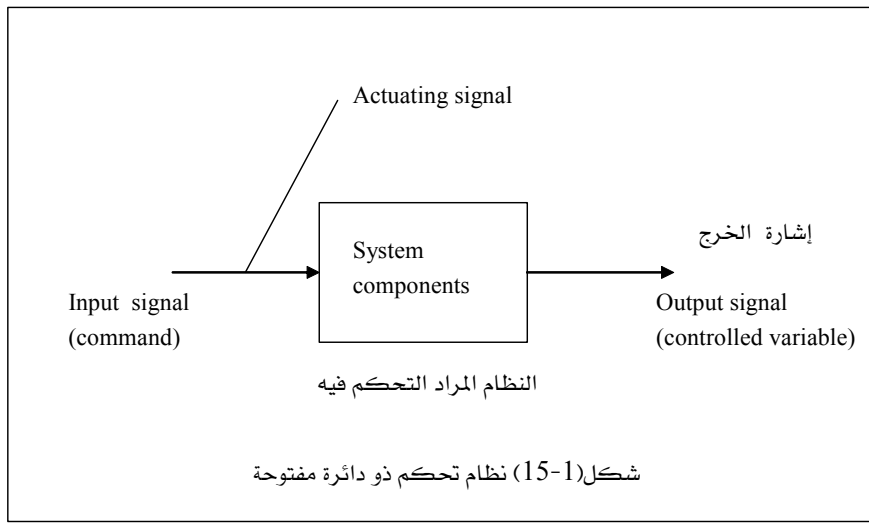 Actuating signal
System
components
إشارة الخرج
Input signal
(command)
Output signal
(controlled variable)
النظام المراد التحكم فيه
شكل(1-15) نظام تحكم ذو دائرة مفتوحة